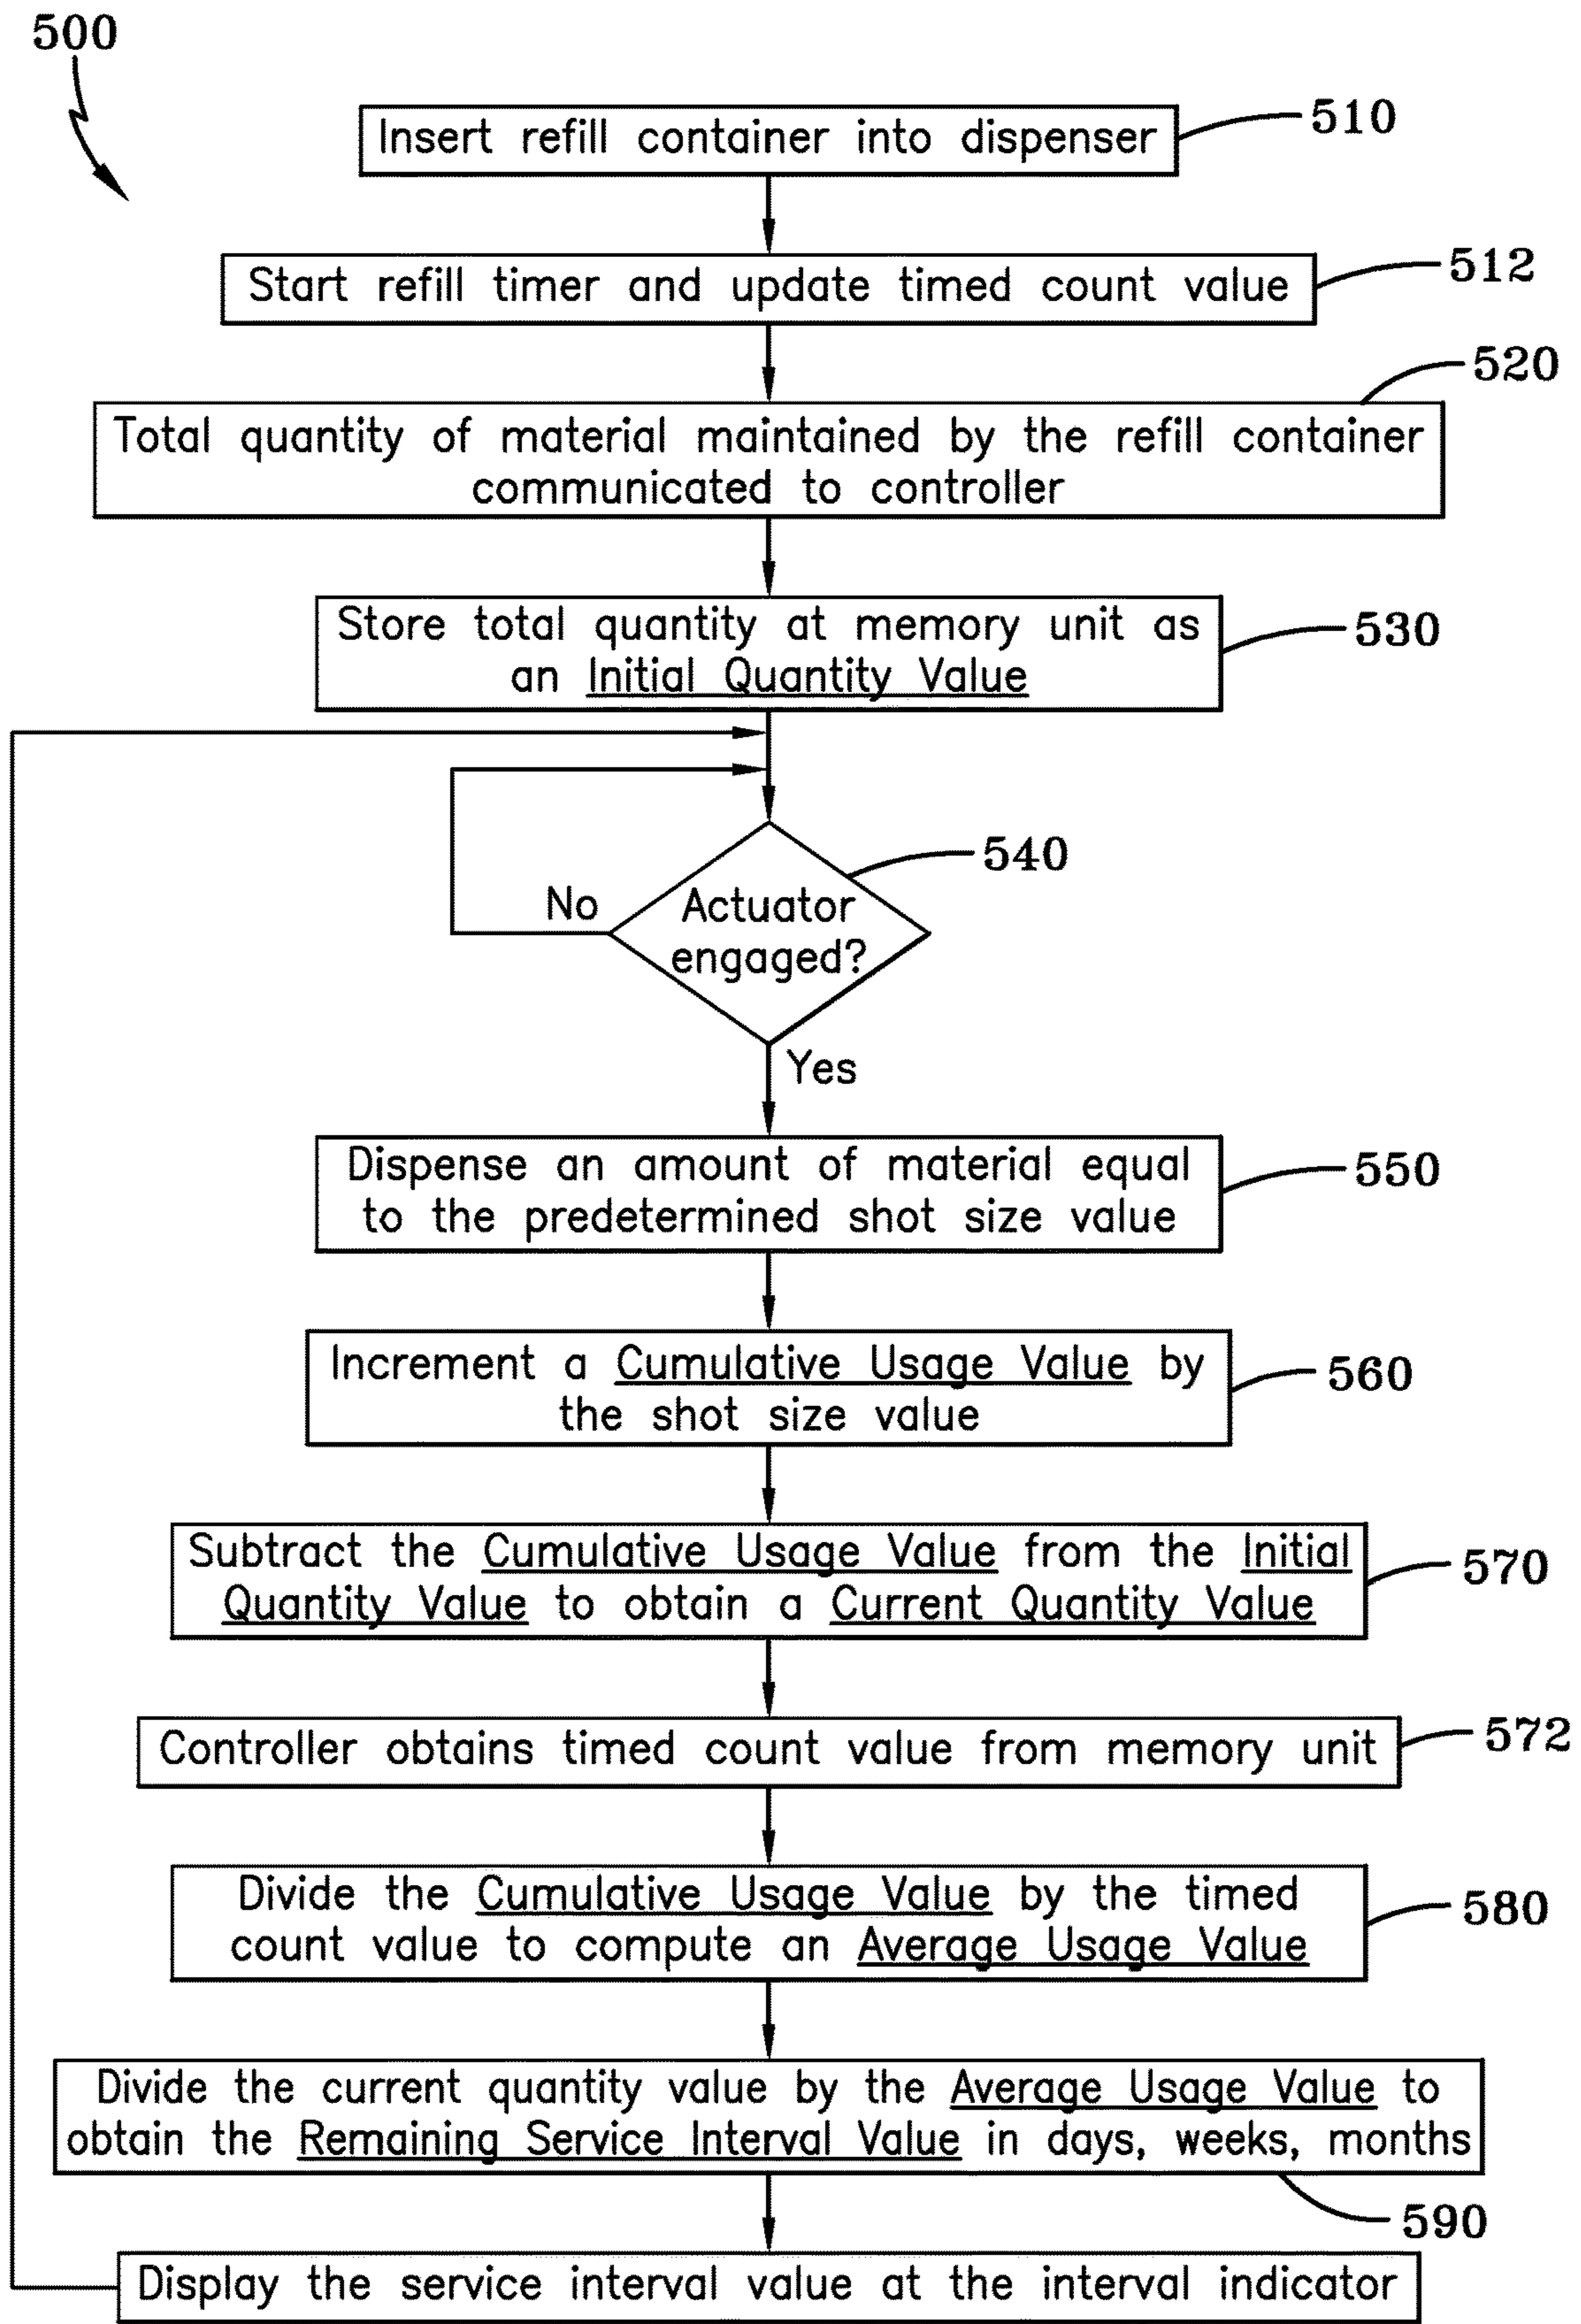 500
Insert refill container into dispenser
510
Start refill timer and update timed count value
512
520
Total quantity of material maintained by the refill container
communicated to controller
Store total quantity at memory unit as
an Initial Quantity Value
530
540
No
Actuator
engaged?
Yes
Dispense an amount of material equal
to the predetermined shot size value
550
Increment a Cumulative Usage Value by
the shot size value
560
Subtract the Cumulative Usage Value from the Initial
Quantity Value to obtain a Current Quantity Value
570
Controller obtains timed count value from memory unit
572
Divide the Cumulative Usage Value by the timed
count value to compute an Average Usage Value
580
Divide the current quantity value by the Average Usage Value to
obtain the Remaining Service Interval Value in days, weeks, months
590
Display the service interval value at the interval indicator